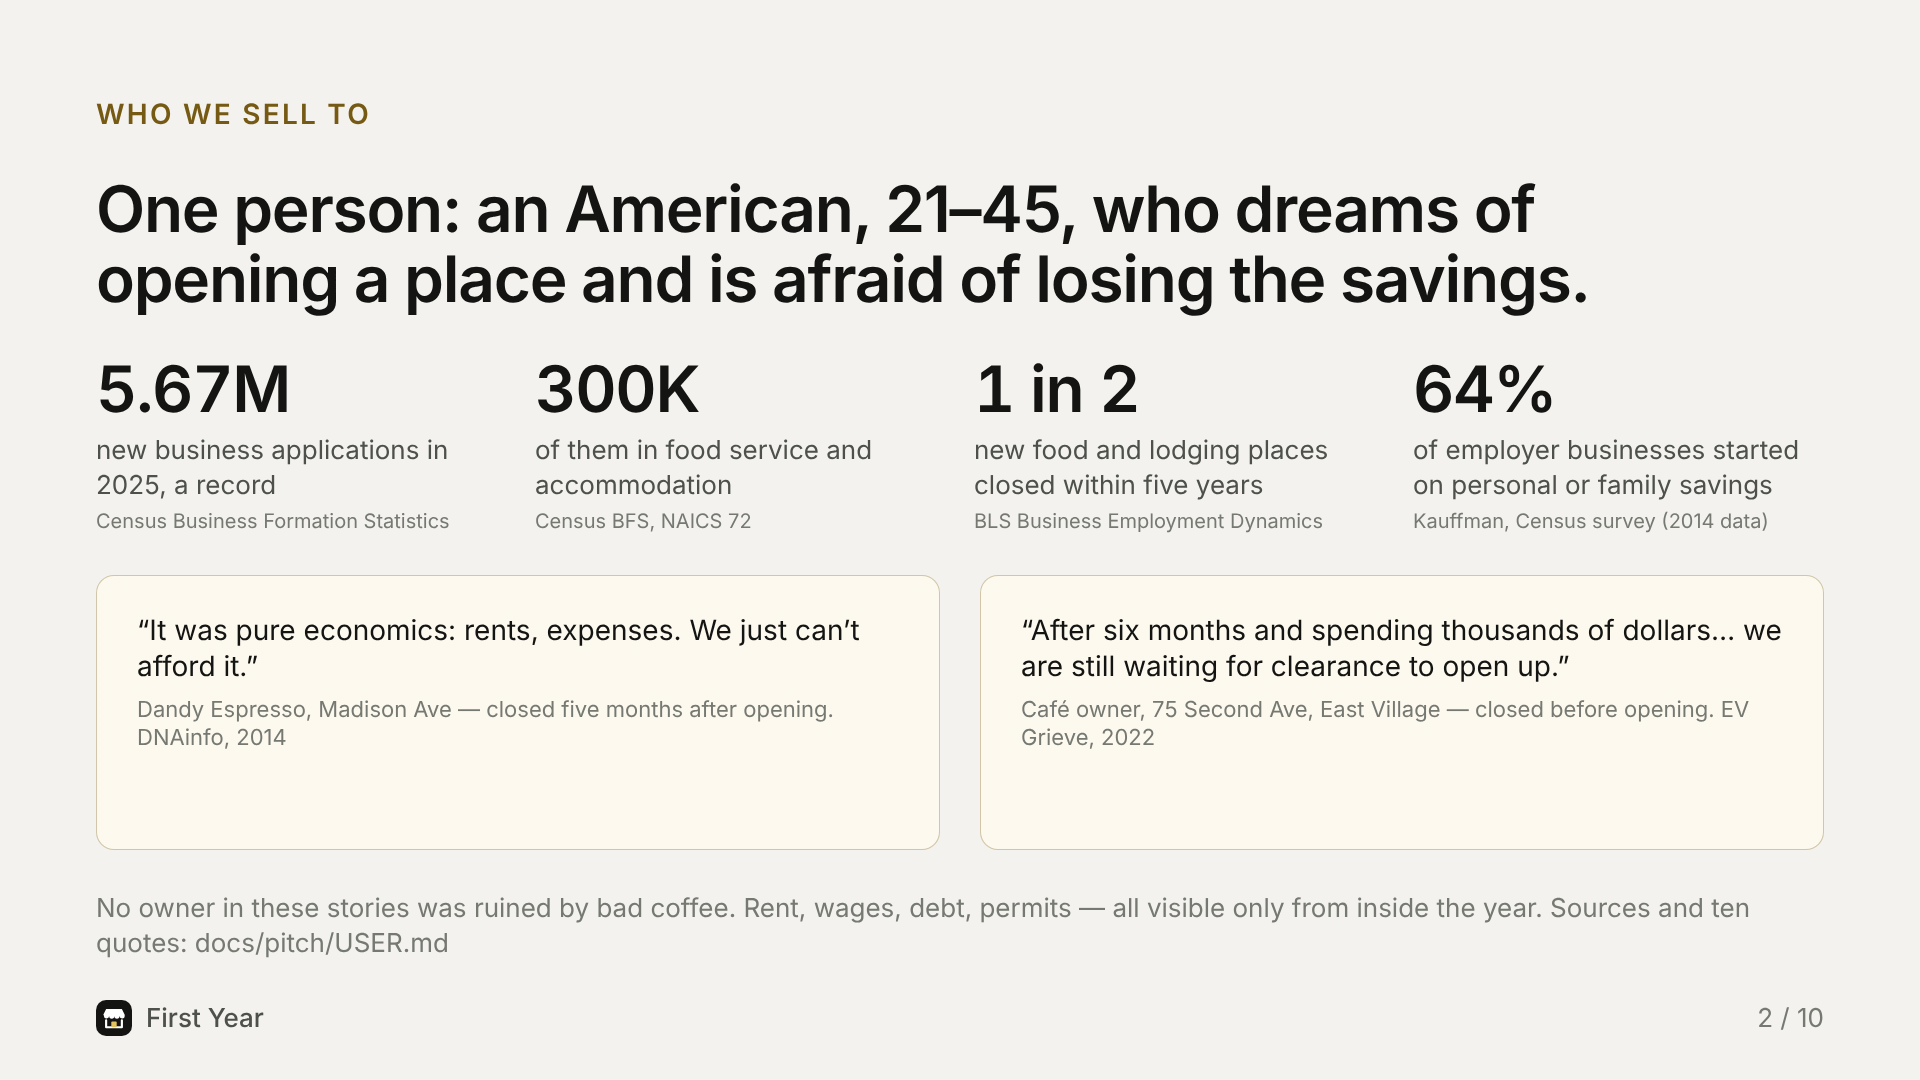 WHO WE SELL TO
One person: an American, 21–45, who dreams of
opening a place and is afraid of losing the savings.
5.67M
new business applications in
2025, a record
Census Business Formation Statistics
300K
of them in food service and
accommodation
Census BFS, NAICS 72
1 in 2
new food and lodging places
closed within five years
BLS Business Employment Dynamics
64%
of employer businesses started
on personal or family savings
Kauffman, Census survey (2014 data)
“It was pure economics: rents, expenses. We just can’t
afford it.”
Dandy Espresso, Madison Ave — closed five months after opening.
DNAinfo, 2014
“After six months and spending thousands of dollars… we
are still waiting for clearance to open up.”
Café owner, 75 Second Ave, East Village — closed before opening. EV
Grieve, 2022
No owner in these stories was ruined by bad coffee. Rent, wages, debt, permits — all visible only from inside the year. Sources and ten
quotes: docs/pitch/USER.md
First Year
2 / 10